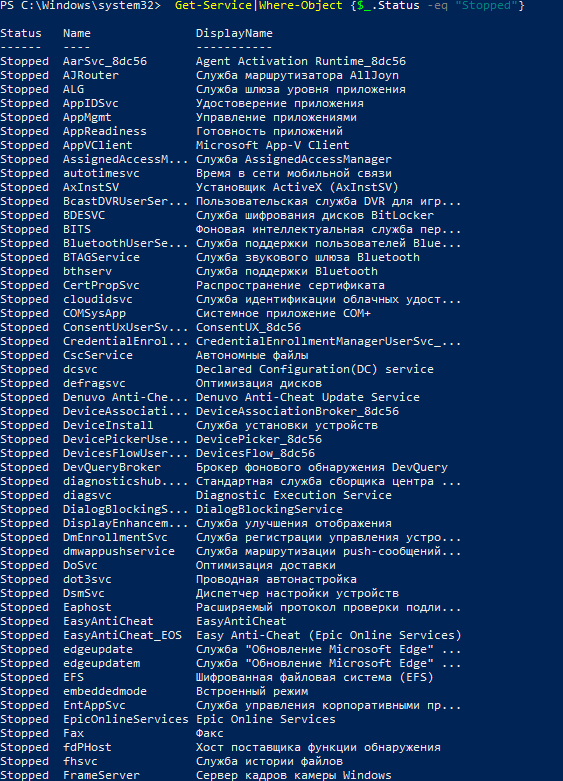 PS C:\Windows\system32>  Get-Service|Where-Object {$_.Status -eq "Stopped"}
Status   Name               DisplayName
------   ----               -----------
Stopped  AarSvc_8dc56       Agent Activation Runtime_8dc56
Stopped  AJRouter           Служба маршрутизатора AllJoyn
Stopped  ALG                Служба шлюза уровня приложения
Stopped  AppIDSvc           Удостоверение приложения
Stopped  AppMgmt            Управление приложениями
Stopped  AppReadiness       Готовность приложений
Stopped  AppVClient         Microsoft App-V Client
Stopped  AssignedAccessM... Служба AssignedAccessManager
Stopped  autotimesvc        Время в сети мобильной связи
Stopped  AxInstSV           Установщик ActiveX (AxInstSV)
Stopped  BcastDVRUserSer... Пользовательская служба DVR для игр...
Stopped  BDESVC             Служба шифрования дисков BitLocker
Stopped  BITS               Фоновая интеллектуальная служба пер...
Stopped  BluetoothUserSe... Служба поддержки пользователей Blue...
Stopped  BTAGService        Служба звукового шлюза Bluetooth
Stopped  bthserv            Служба поддержки Bluetooth
Stopped  CertPropSvc        Распространение сертификата
Stopped  cloudidsvc         Служба идентификации облачных удост...
Stopped  COMSysApp          Системное приложение COM+
Stopped  ConsentUxUserSv... ConsentUX_8dc56
Stopped  CredentialEnrol... CredentialEnrollmentManagerUserSvc_...
Stopped  CscService         Автономные файлы
Stopped  dcsvc              Declared Configuration(DC) service
Stopped  defragsvc          Оптимизация дисков
Stopped  Denuvo Anti-Che... Denuvo Anti-Cheat Update Service
Stopped  DeviceAssociati... DeviceAssociationBroker_8dc56
Stopped  DeviceInstall      Служба установки устройств
Stopped  DevicePickerUse... DevicePicker_8dc56
Stopped  DevicesFlowUser... DevicesFlow_8dc56
Stopped  DevQueryBroker     Брокер фонового обнаружения DevQuery
Stopped  diagnosticshub.... Стандартная служба сборщика центра ...
Stopped  diagsvc            Diagnostic Execution Service
Stopped  DialogBlockingS... DialogBlockingService
Stopped  DisplayEnhancem... Служба улучшения отображения
Stopped  DmEnrollmentSvc    Служба регистрации управления устро...
Stopped  dmwappushservice   Служба маршрутизации push-сообщений...
Stopped  DoSvc              Оптимизация доставки
Stopped  dot3svc            Проводная автонастройка
Stopped  DsmSvc             Диспетчер настройки устройств
Stopped  Eaphost            Расширяемый протокол проверки подли...
Stopped  EasyAntiCheat      EasyAntiCheat
Stopped  EasyAntiCheat_EOS  Easy Anti-Cheat (Epic Online Services)
Stopped  edgeupdate         Служба "Обновление Microsoft Edge" ...
Stopped  edgeupdatem        Служба "Обновление Microsoft Edge" ...
Stopped  EFS                Шифрованная файловая система (EFS)
Stopped  embeddedmode       Встроенный режим
Stopped  EntAppSvc          Служба управления корпоративными пр...
Stopped  EpicOnlineServices Epic Online Services
Stopped  Fax                Факс
Stopped  fdPHost            Хост поставщика функции обнаружения
Stopped  fhsvc              Служба истории файлов
Stopped  FrameServer        Сервер кадров камеры Windows